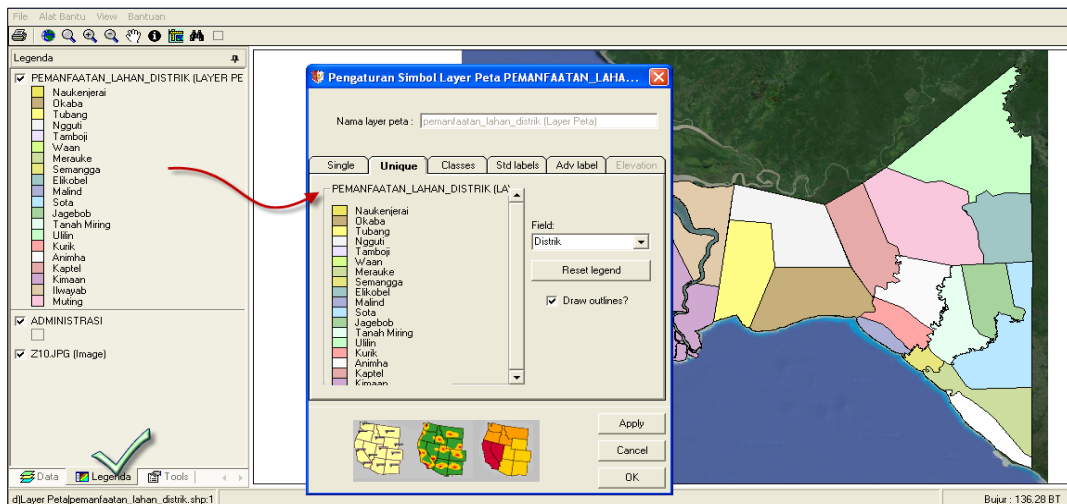 File Alat Bantu View Bantuan
Legenda
PEMANFAATAN_LAHAN_DISTRIK (LAYER PE
Naukenjerai
Okaba
Tubang
Ngguti
Tamboji
Waan
Merauke
Semangga
Elikobel
Malind
Sota
Jagebob
Tanah Miring
Ulilin
Kurik
Animha
Kaptel
Kimaan
Ilwayab
Muting
ADMINISTRASI
Z10.JPG (Image)
Data Legenda Tools
Pengaturan Simbol Layer Peta PEMANFAATAN_LAHA...
Nama layer peta : pemanfaatan_lahan_distrik (Layer Peta)
Single Unique Classes Std labels Adv label Elevation
PEMANFAATAN_LAHAN_DISTRIK (LAY
Naukenjerai
Okaba
Tubang
Ngguti
Tamboji
Waan
Merauke
Semangga
Elikobel
Malind
Sota
Jagebob
Tanah Miring
Ulilin
Kurik
Animha
Kaptel
Kimaan
Field:
Distrik
Reset legend
Draw outlines?
Apply
Cancel
OK
d)Layer Peta\pemanfaatan_lahan_distrik.shp:1
Bujur : 136.28 BT